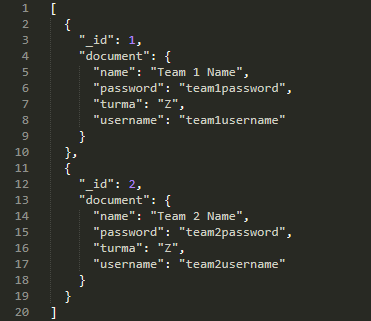 1 [
2   {
3     "_id": 1,
4     "document": {
5       "name": "Team 1 Name",
6       "password": "team1password",
7       "turma": "Z",
8       "username": "team1username"
9     }
10   },
11   {
12     "_id": 2,
13     "document": {
14       "name": "Team 2 Name",
15       "password": "team2password",
16       "turma": "Z",
17       "username": "team2username"
18     }
19   }
20 ]